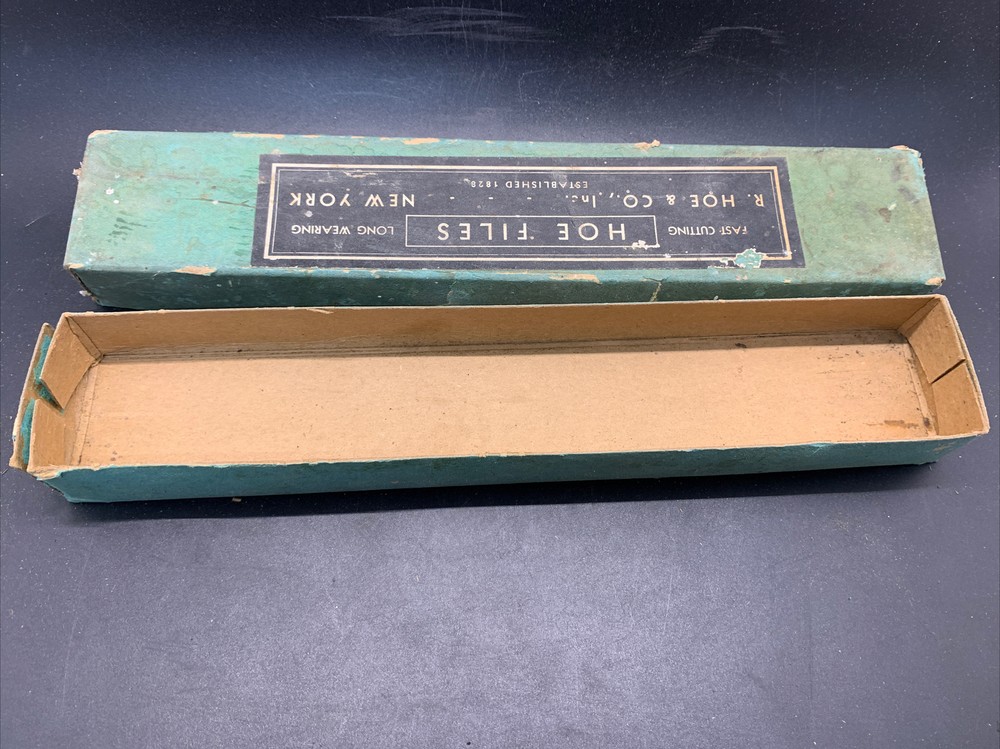 FAST CUTTING HOE FILES LONG WEARING
R. HOE & CO., Inc. - - - NEW YORK
ESTABLISHED 1828